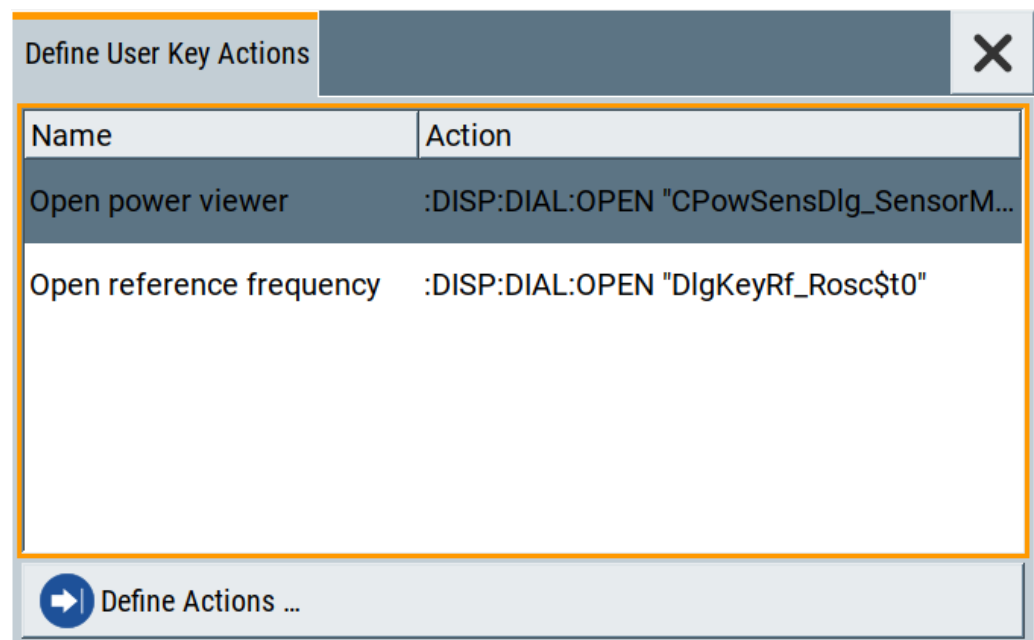 Define User Key Actions
Name Action
Open power viewer :DISP:DIAL:OPEN "CPowSensDlg_SensorM...
Open reference frequency :DISP:DIAL:OPEN "DlgKeyRf_Rosc$t0"
Define Actions ...